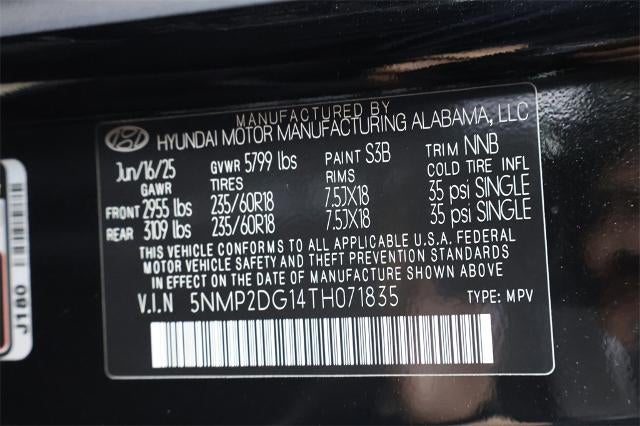 MANUFACTURED BY
HYUNDAI MOTOR MANUFACTURING ALABAMA, LLC
Jun/16/25 GVWR 5799 lbs PAINT S3B TRIM NNB
GAWR TIRES RIMS COLD TIRE INFL
FRONT 2955 lbs 235/60R18 7.5JX18 35 psi SINGLE
REAR 3109 lbs 235/60R18 7.5JX18 35 psi SINGLE
THIS VEHICLE CONFORMS TO ALL APPLICABLE U.S.A. FEDERAL
MOTOR VEHICLE SAFETY AND THEFT PREVENTION STANDARDS
IN EFFECT ON THE DATE OF MANUFACTURE SHOWN ABOVE
V.I.N 5NMP2DG14TH071835 TYPE: MPV
J180